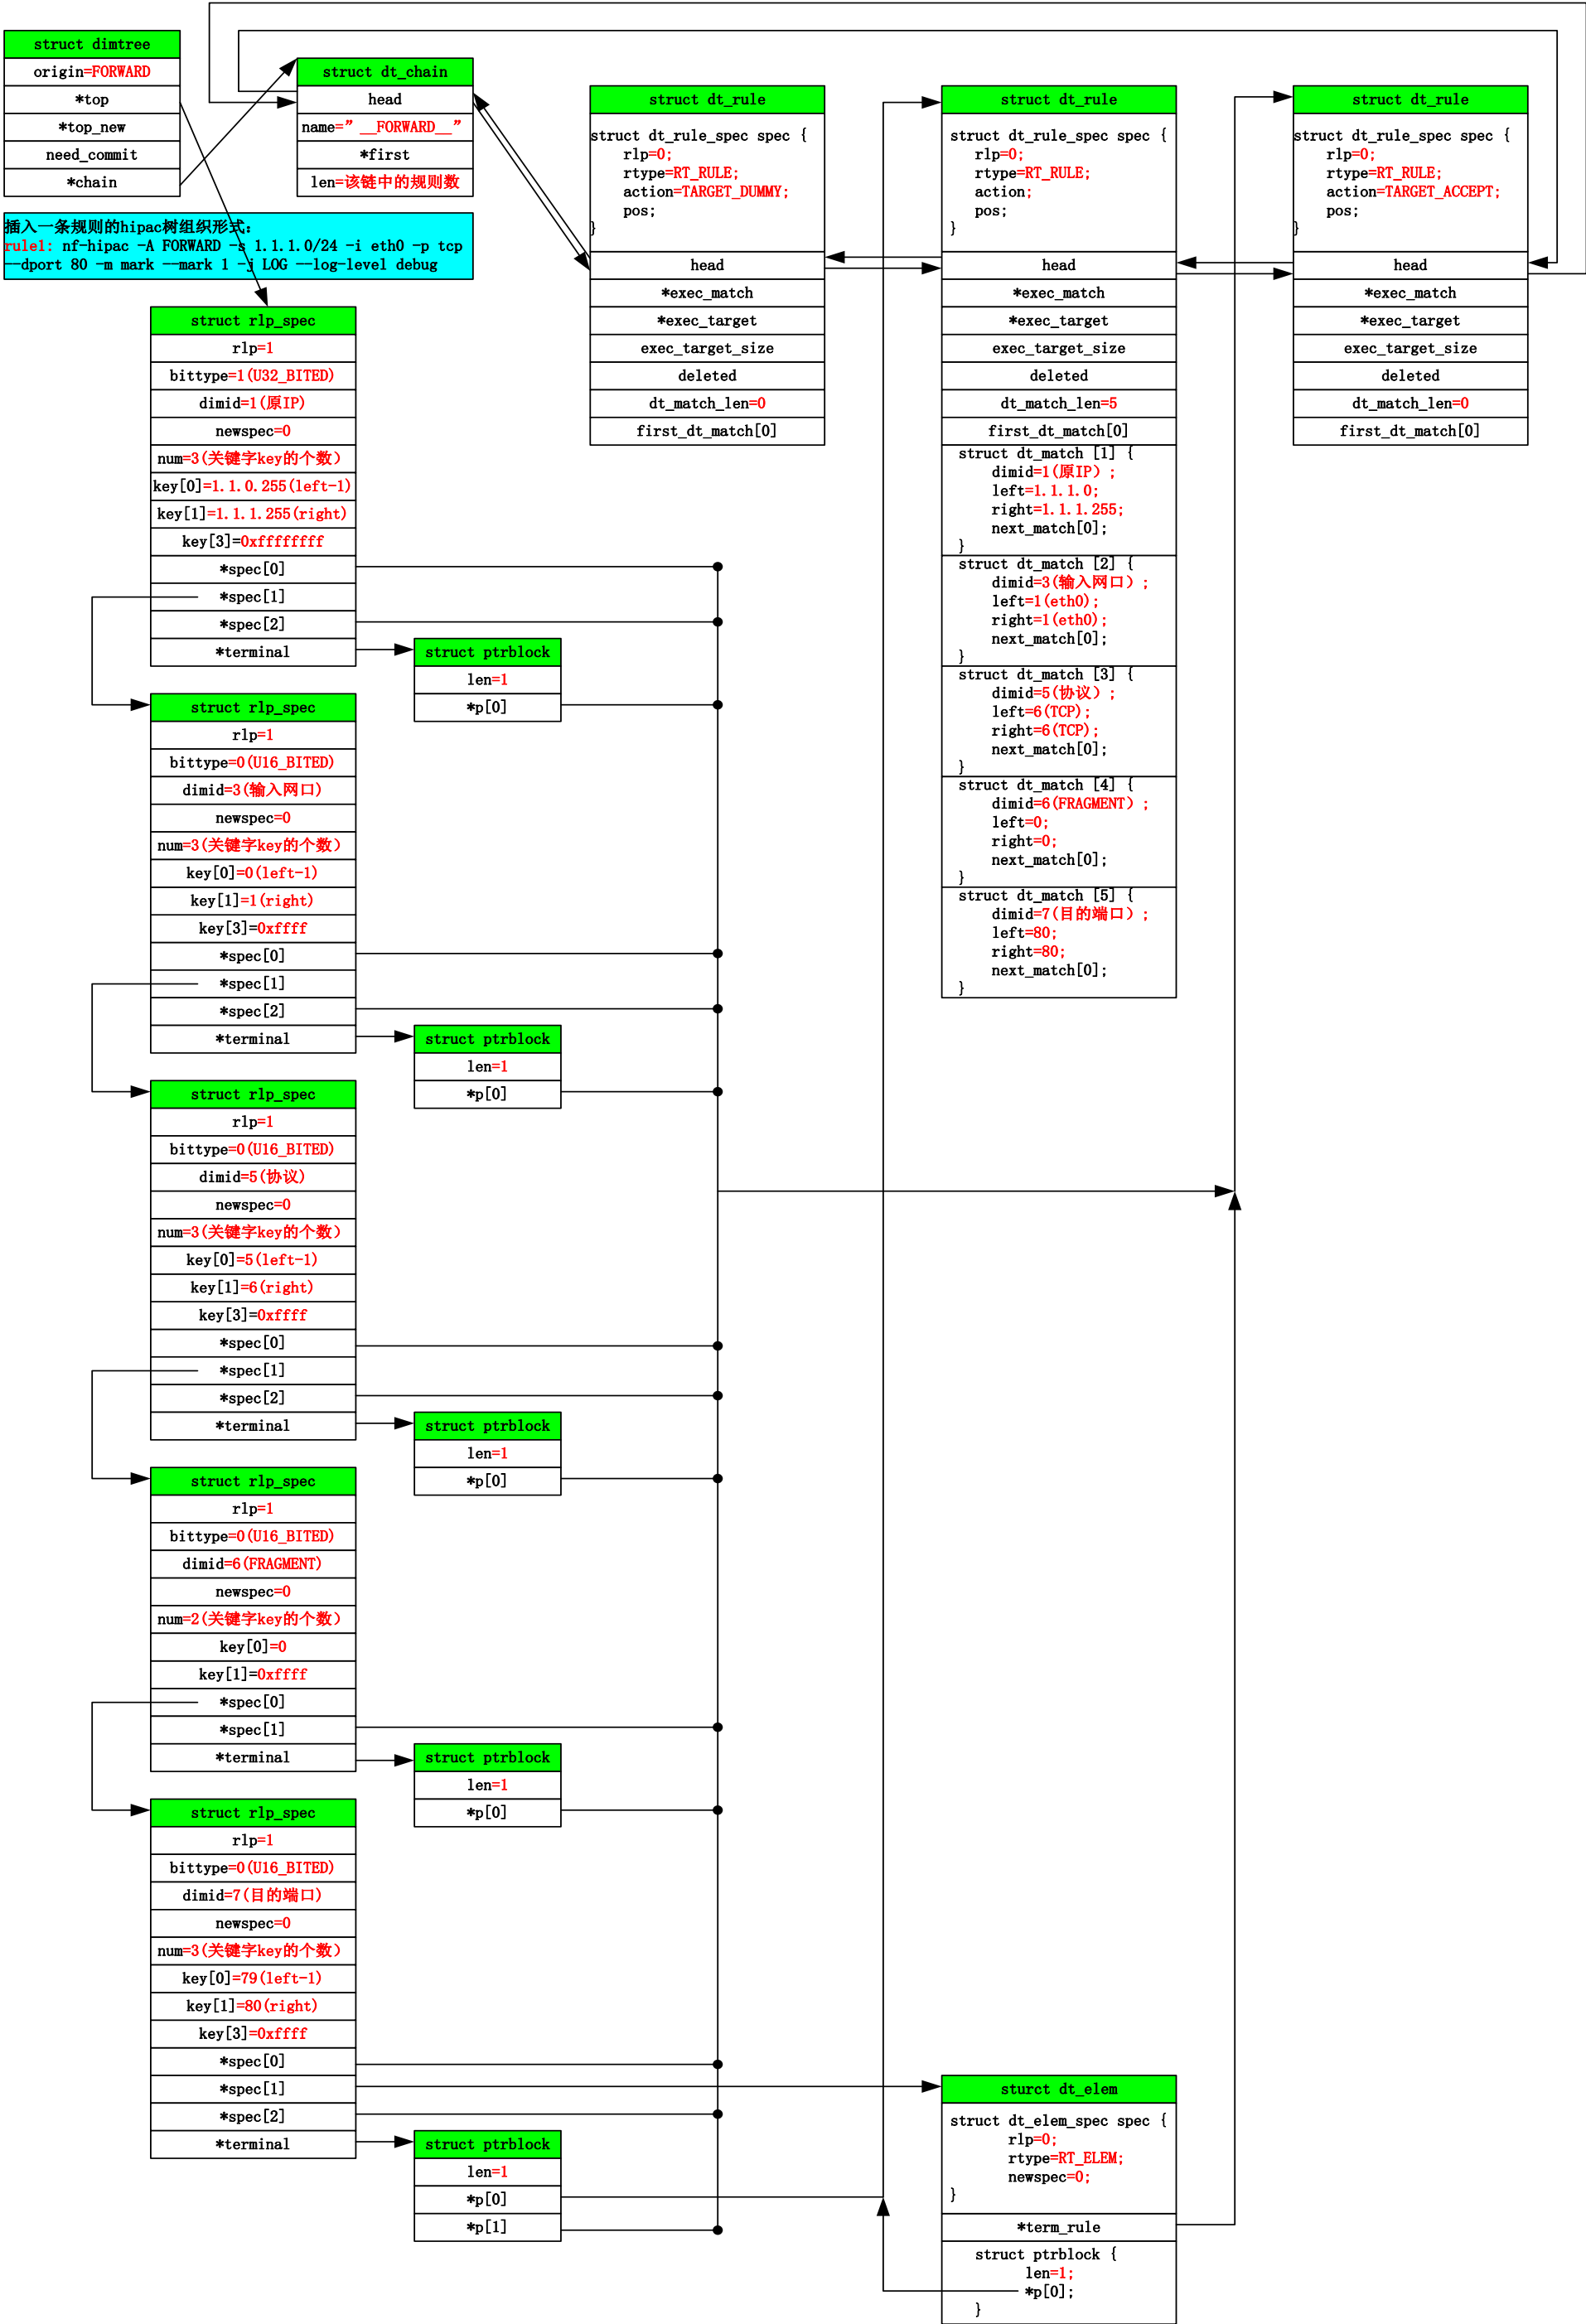 struct dimtree
origin=FORWARD
*top
*top_new
need_commit
*chain
struct dt_chain
head
name=”__FORWARD__”
*first
len=该链中的规则数
插入一条规则的hipac树组织形式:
rule1: nf-hipac -A FORWARD -s 1.1.1.0/24 -i eth0 -p tcp
--dport 80 -m mark --mark 1 -j LOG --log-level debug
struct dt_rule
struct dt_rule_spec spec {
rlp=0;
rtype=RT_RULE;
action=TARGET_DUMMY;
pos;
}
head
*exec_match
*exec_target
exec_target_size
deleted
dt_match_len=0
first_dt_match[0]
struct dt_rule
struct dt_rule_spec spec {
rlp=0;
rtype=RT_RULE;
action;
pos;
}
head
*exec_match
*exec_target
exec_target_size
deleted
dt_match_len=5
first_dt_match[0]
struct dt_match [1] {
dimid=1(原IP）;
left=1.1.1.0;
right=1.1.1.255;
next_match[0];
}
struct dt_match [2] {
dimid=3(输入网口）;
left=1(eth0);
right=1(eth0);
next_match[0];
}
struct dt_match [3] {
dimid=5(协议）;
left=6(TCP);
right=6(TCP);
next_match[0];
}
struct dt_match [4] {
dimid=6(FRAGMENT）;
left=0;
right=0;
next_match[0];
}
struct dt_match [5] {
dimid=7(目的端口）;
left=80;
right=80;
next_match[0];
}
struct dt_rule
struct dt_rule_spec spec {
rlp=0;
rtype=RT_RULE;
action=TARGET_ACCEPT;
pos;
}
head
*exec_match
*exec_target
exec_target_size
deleted
dt_match_len=0
first_dt_match[0]
struct rlp_spec
rlp=1
bittype=1(U32_BITED)
dimid=1(原IP)
newspec=0
num=3(关键字key的个数）
key[0]=1.1.0.255(left-1)
key[1]=1.1.1.255(right)
key[3]=0xffffffff
*spec[0]
*spec[1]
*spec[2]
*terminal
struct ptrblock
len=1
*p[0]
struct rlp_spec
rlp=1
bittype=0(U16_BITED)
dimid=3(输入网口)
newspec=0
num=3(关键字key的个数）
key[0]=0(left-1)
key[1]=1(right)
key[3]=0xffff
*spec[0]
*spec[1]
*spec[2]
*terminal
struct ptrblock
len=1
*p[0]
struct rlp_spec
rlp=1
bittype=0(U16_BITED)
dimid=5(协议)
newspec=0
num=3(关键字key的个数）
key[0]=5(left-1)
key[1]=6(right)
key[3]=0xffff
*spec[0]
*spec[1]
*spec[2]
*terminal
struct ptrblock
len=1
*p[0]
struct rlp_spec
rlp=1
bittype=0(U16_BITED)
dimid=6(FRAGMENT)
newspec=0
num=2(关键字key的个数）
key[0]=0
key[1]=0xffff
*spec[0]
*spec[1]
*terminal
struct ptrblock
len=1
*p[0]
struct rlp_spec
rlp=1
bittype=0(U16_BITED)
dimid=7(目的端口)
newspec=0
num=3(关键字key的个数）
key[0]=79(left-1)
key[1]=80(right)
key[3]=0xffff
*spec[0]
*spec[1]
*spec[2]
*terminal
struct ptrblock
len=1
*p[0]
*p[1]
sturct dt_elem
struct dt_elem_spec spec {
rlp=0;
rtype=RT_ELEM;
newspec=0;
}
*term_rule
struct ptrblock {
len=1;
*p[0];
}